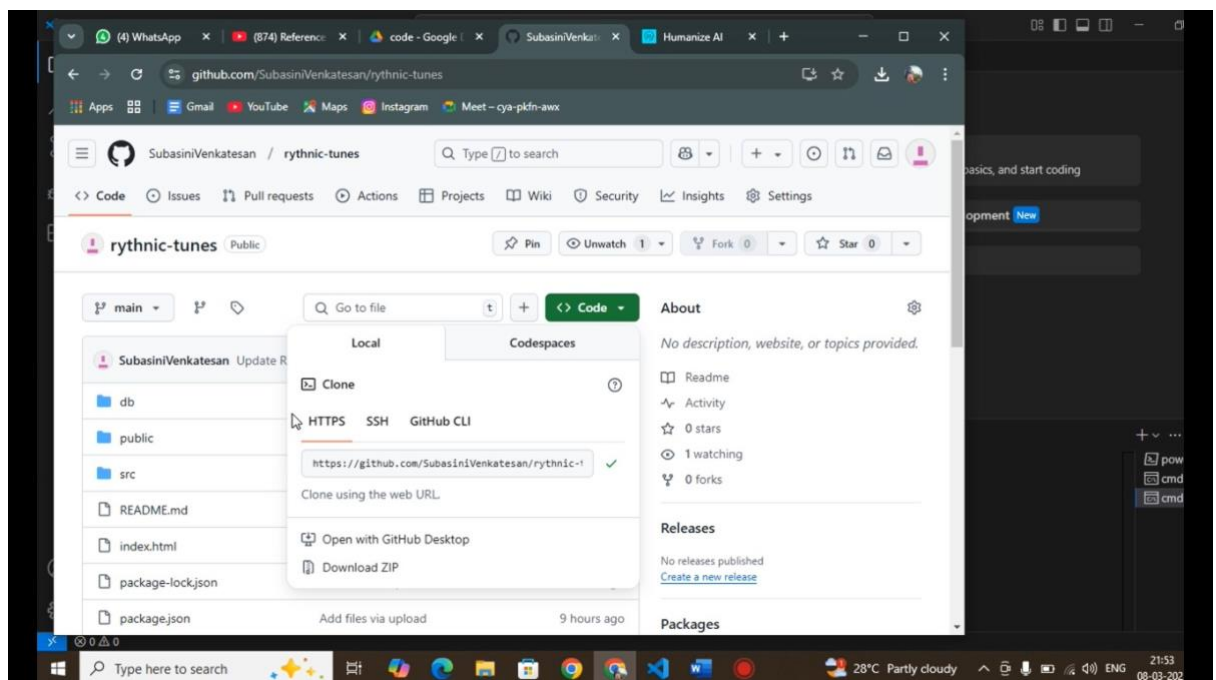 (4) WhatsApp
(874) Reference
code - Google
SubasiniVenkat
Humanize AI
github.com/SubasiniVenkatesan/rythnic-tunes
Apps
Gmail
YouTube
Maps
Instagram
Meet – cya-pkfn-awx
SubasiniVenkatesan / rythnic-tunes
Type / to search
Code
Issues
Pull requests
Actions
Projects
Wiki
Security
Insights
Settings
basics, and start coding
opment New
rythnic-tunes Public
Pin
Unwatch 1
Fork 0
Star 0
main
Go to file t
Code
About
Local
Codespaces
No description, website, or topics provided.
SubasiniVenkatesan Update R
Clone
Readme
db
Activity
HTTPS
SSH
GitHub CLI
0 stars
public
1 watching
https://github.com/SubasiniVenkatesan/rythnic-t
pow
src
Clone using the web URL.
0 forks
cmd
cmd
README.md
Releases
Open with GitHub Desktop
index.html
No releases published
Download ZIP
Create a new release
package-lock.json
package.json
Add files via upload
9 hours ago
Packages
0 0
Type here to search
28°C Partly cloudy
ENG
21:53
08-03-202